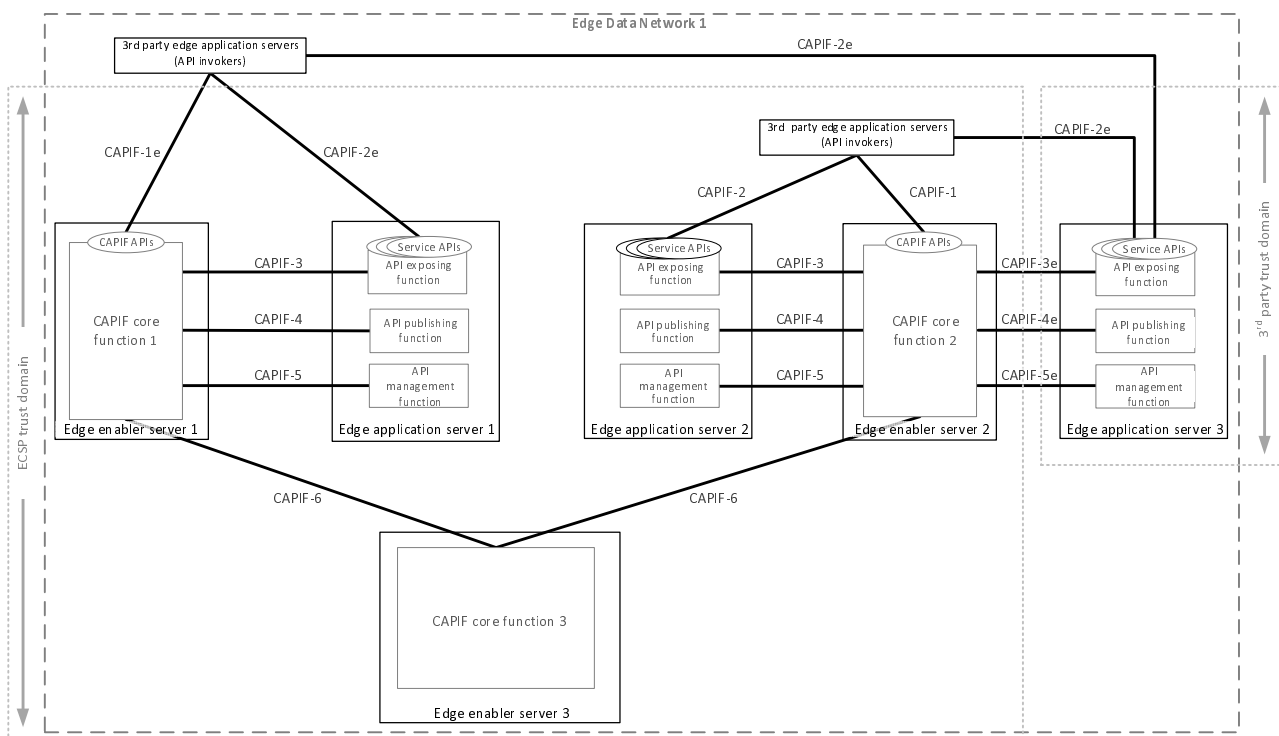 Edge Data Network 1
3rd party edge application servers
(API invokers)
CAPIF-2e
3rd party edge application servers
(API invokers)
CAPIF-2e
CAPIF-1e
CAPIF-2e
CAPIF-2
CAPIF-1
CAPIF APIs
Service APIs
API exposing
function
CAPIF-3
CAPIF core
function 1
CAPIF-4
API publishing
function
CAPIF-5
API
management
function
Edge enabler server 1
Edge application server 1
Service APIs
API exposing
function
CAPIF-3
CAPIF APIs
CAPIF-3e
Service APIs
API exposing
function
API publishing
function
CAPIF-4
CAPIF core
function 2
CAPIF-4e
API publishing
function
API
management
function
CAPIF-5
CAPIF-5e
API
management
function
Edge application server 2
Edge enabler server 2
Edge application server 3
ECSP trust domain
3rd party trust domain
CAPIF-6
CAPIF-6
CAPIF core function 3
Edge enabler server 3